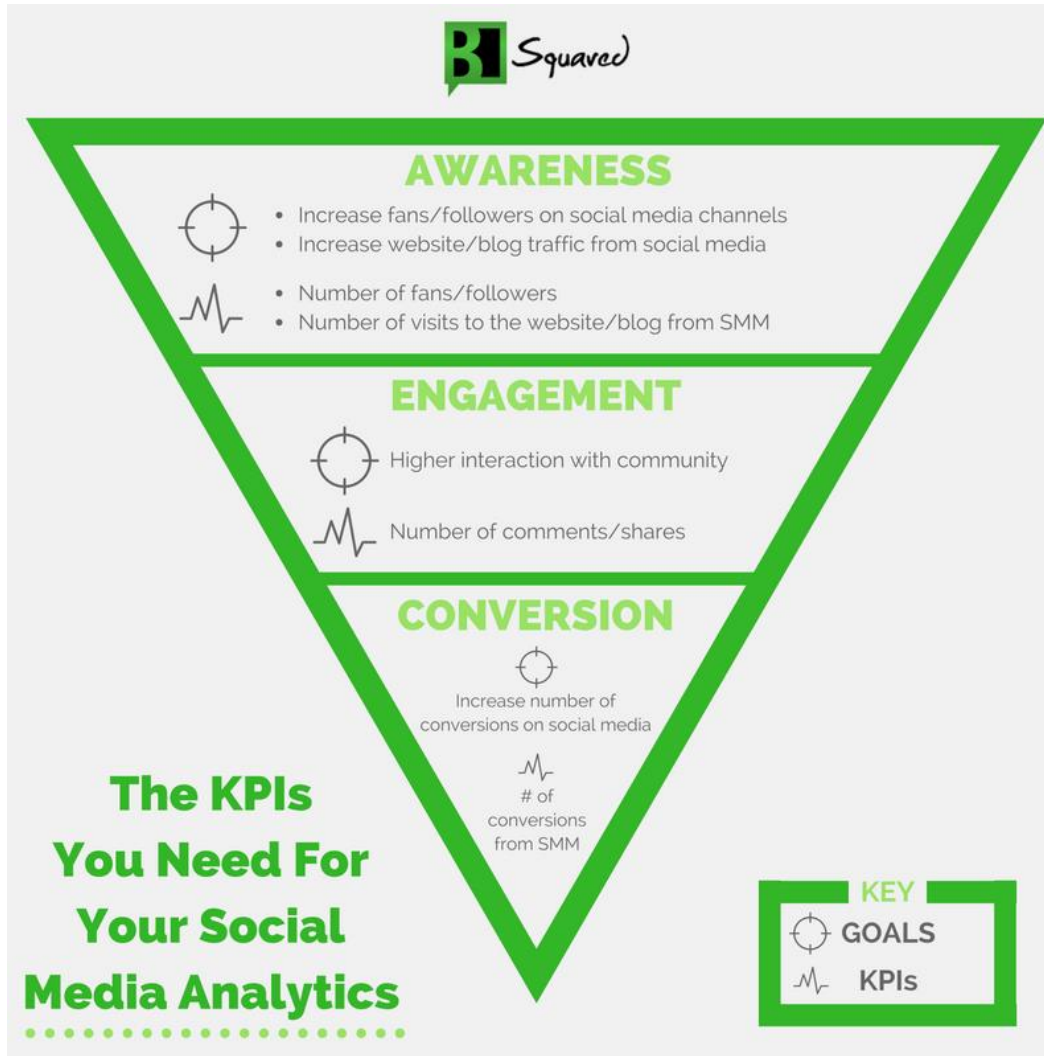 B Squared
AWARENESS
• Increase fans/followers on social media channels
• Increase website/blog traffic from social media
• Number of fans/followers
• Number of visits to the website/blog from SMM
ENGAGEMENT
Higher interaction with community
Number of comments/shares
CONVERSION
Increase number of
conversions on social media
# of
conversions
from SMM
The KPIs
You Need For
Your Social
Media Analytics
KEY
GOALS
KPIs